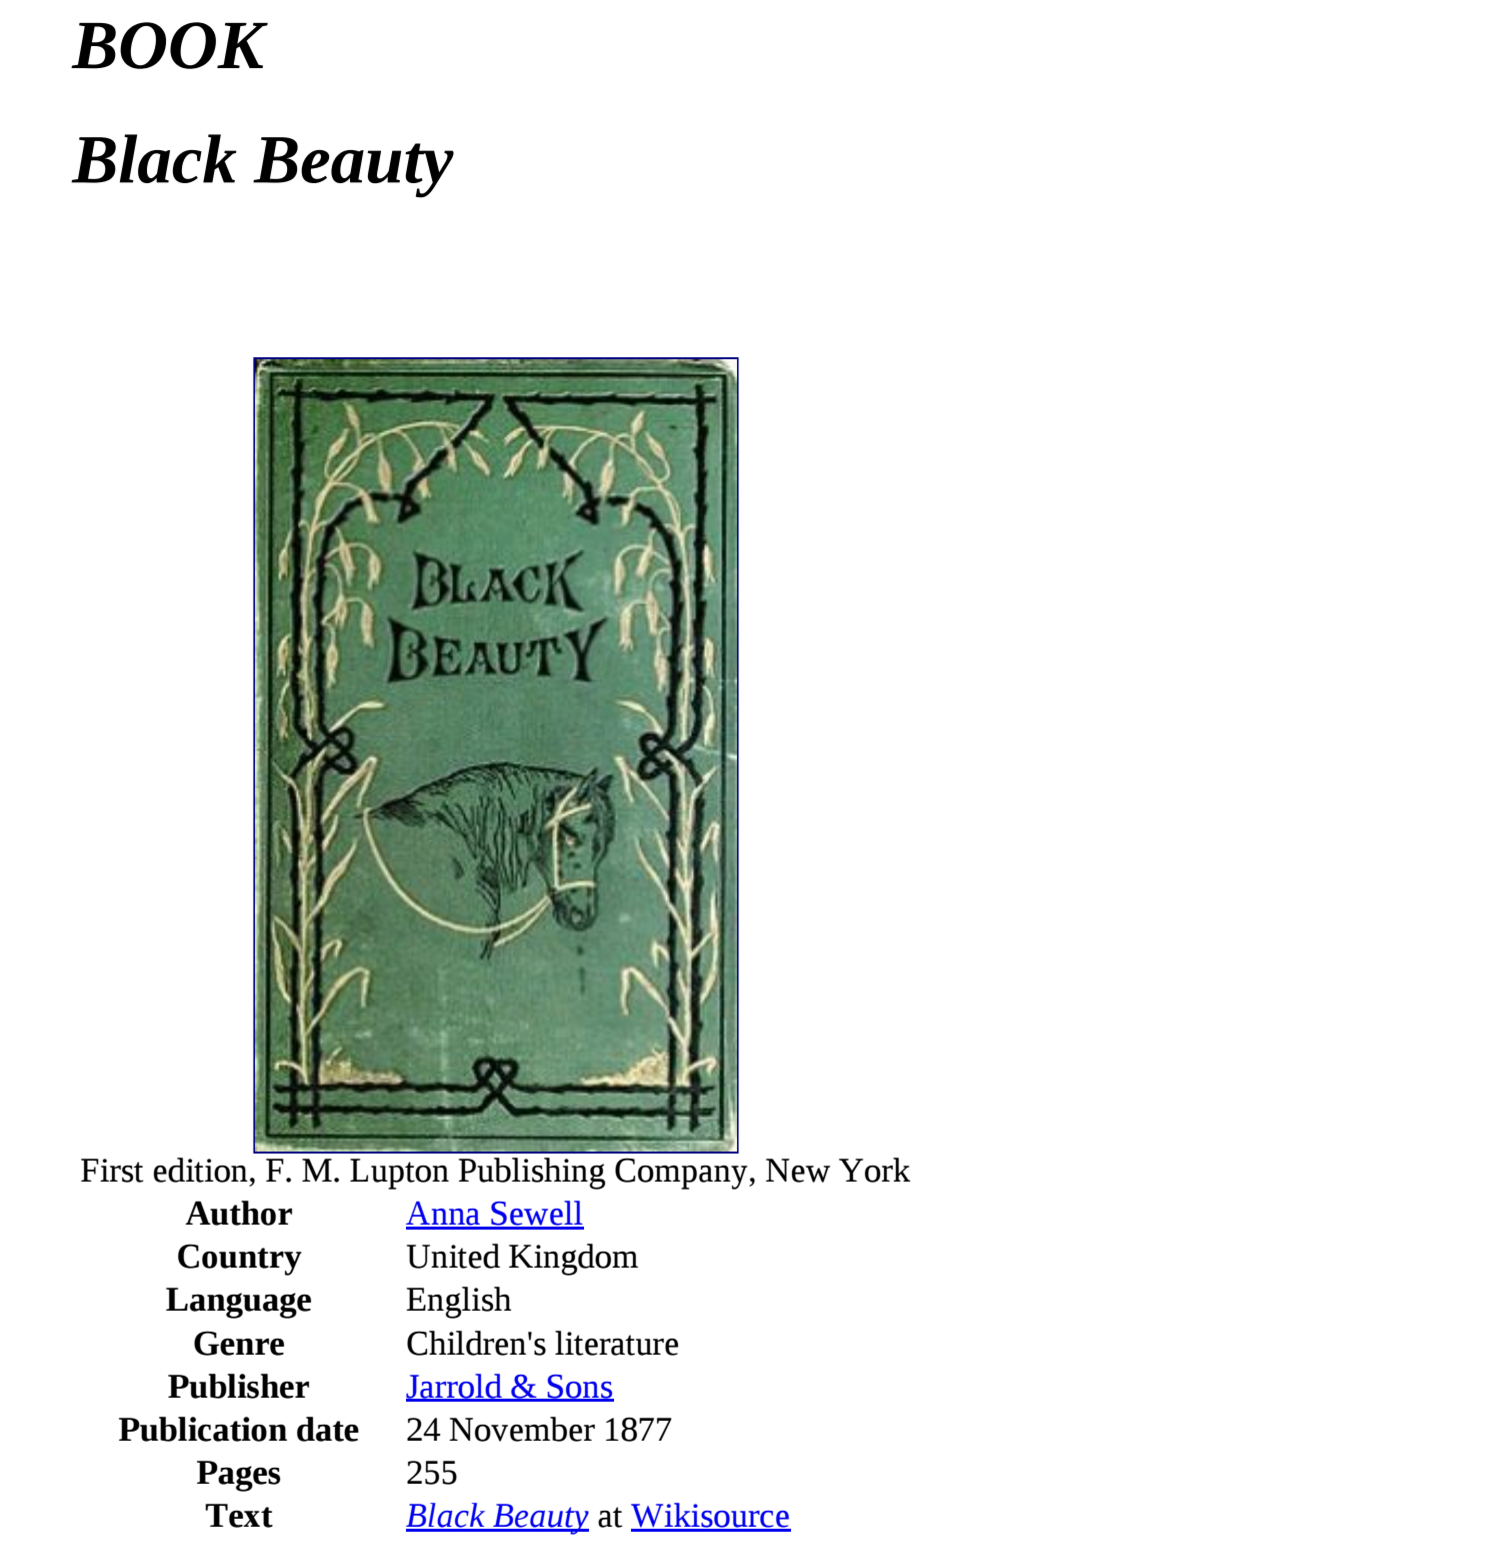 BOOK
Black Beauty
BLACK
BEAUTY
First edition, F. M. Lupton Publishing Company, New York
Author Anna Sewell
Country United Kingdom
Language English
Genre Children's literature
Publisher Jarrold & Sons
Publication date 24 November 1877
Pages 255
Text Black Beauty at Wikisource